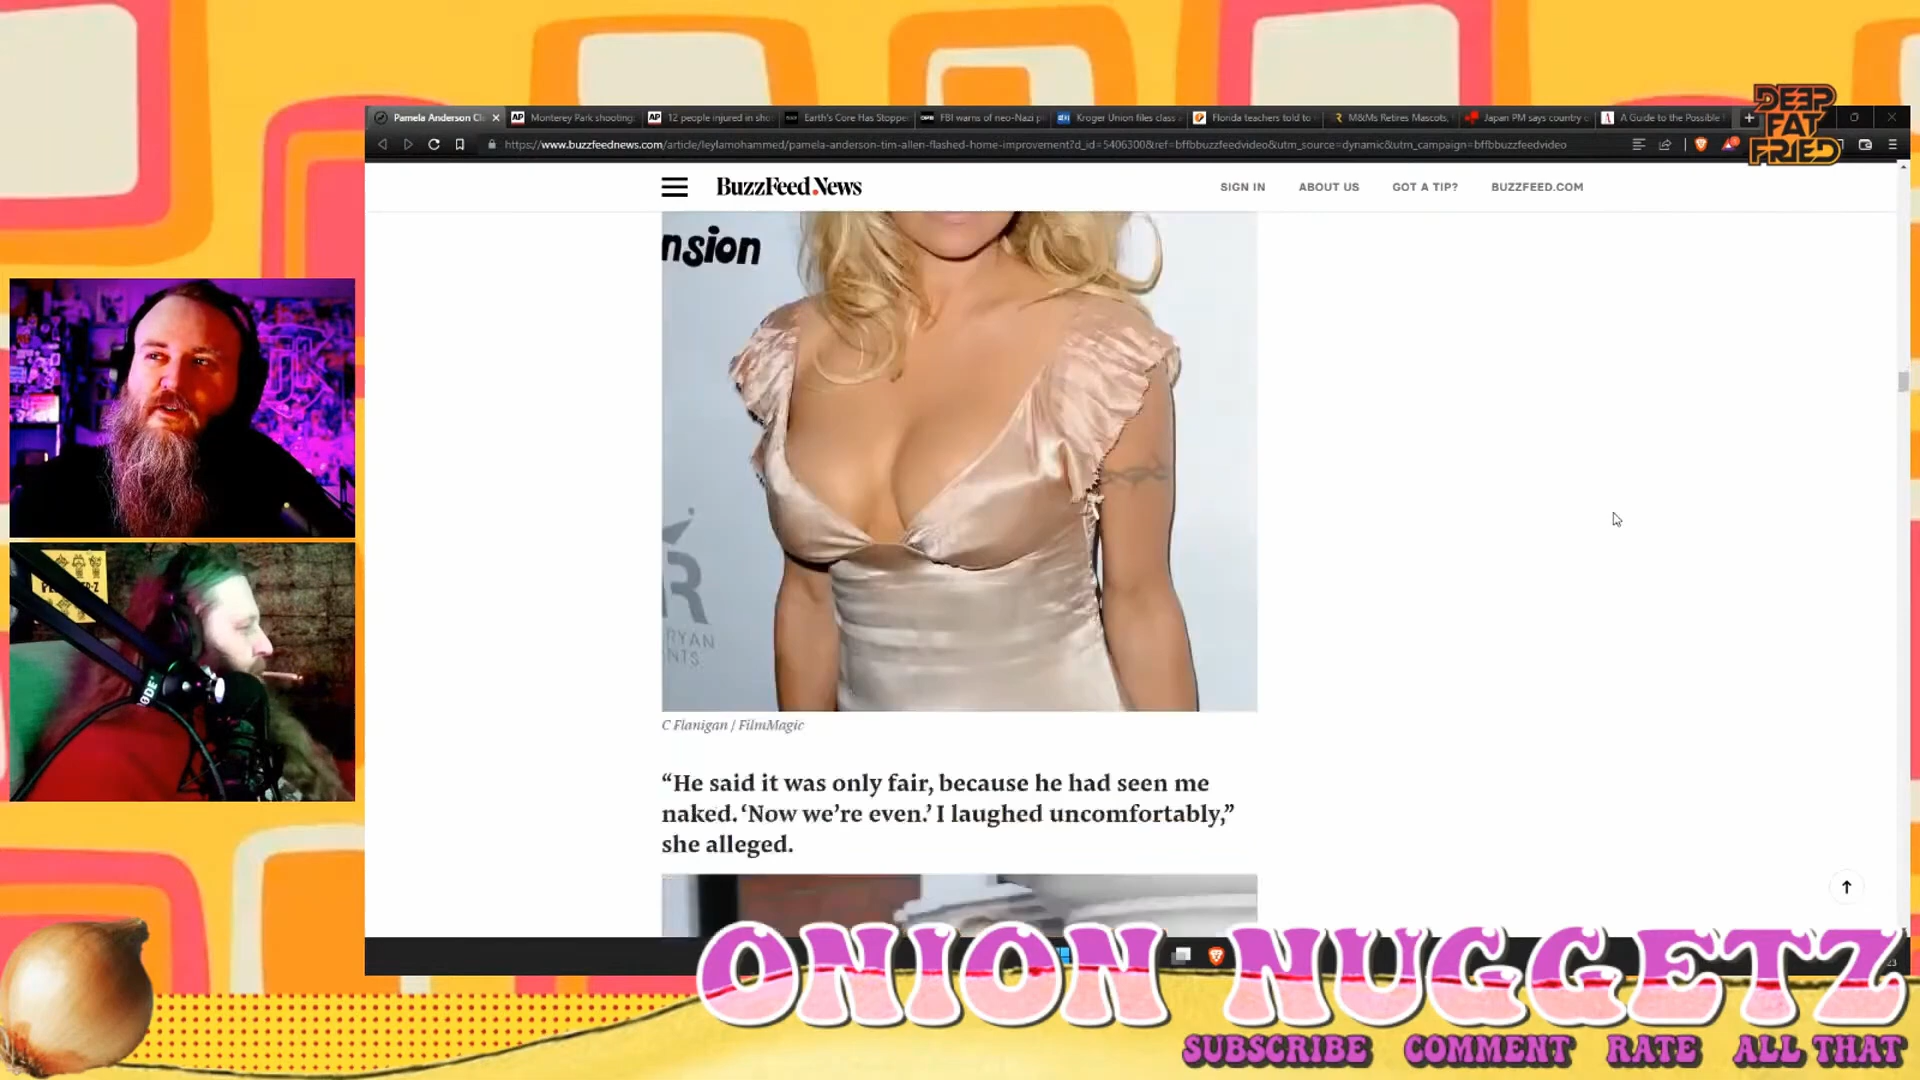 DEEP
FAT
FRIED
Pamela Anderson Cl
Monterey Park shooting:
12 people injured in sho
Earth's Core Has Stopped
FBI warns of neo-Nazi p
Kroger Union files class
Florida teachers told to
M&Ms Retires Mascots,
Japan PM says country
A Guide to the Possible
https://www.buzzfeednews.com/article/leylamohammed/pamela-anderson-tim-allen-flashed-home-improvement?d_id=5406300&ref=bffbbuzzfeedvideo&utm_source=dynamic&utm_campaign=bffbbuzzfeedvideo
BuzzFeed.News
SIGN IN
ABOUT US
GOT A TIP?
BUZZFEED.COM
nsion
R
RYAN
NTS
C Flanigan / FilmMagic
“He said it was only fair, because he had seen me
naked. ‘Now we’re even.’ I laughed uncomfortably,”
she alleged.
ONION NUGGETZ
SUBSCRIBE COMMENT RATE ALL THAT